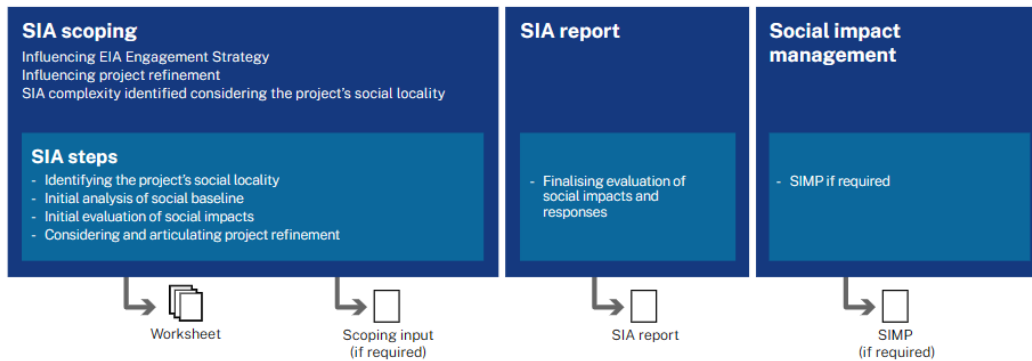 SIA scoping
Influencing EIA Engagement Strategy
Influencing project refinement
SIA complexity identified considering the project's social locality
SIA steps
- Identifying the project's social locality
- Initial analysis of social baseline
- Initial evaluation of social impacts
- Considering and articulating project refinement
Worksheet
Scoping input
(if required)
SIA report
- Finalising evaluation of
social impacts and
responses
SIA report
Social impact
management
- SIMP if required
SIMP
(if required)